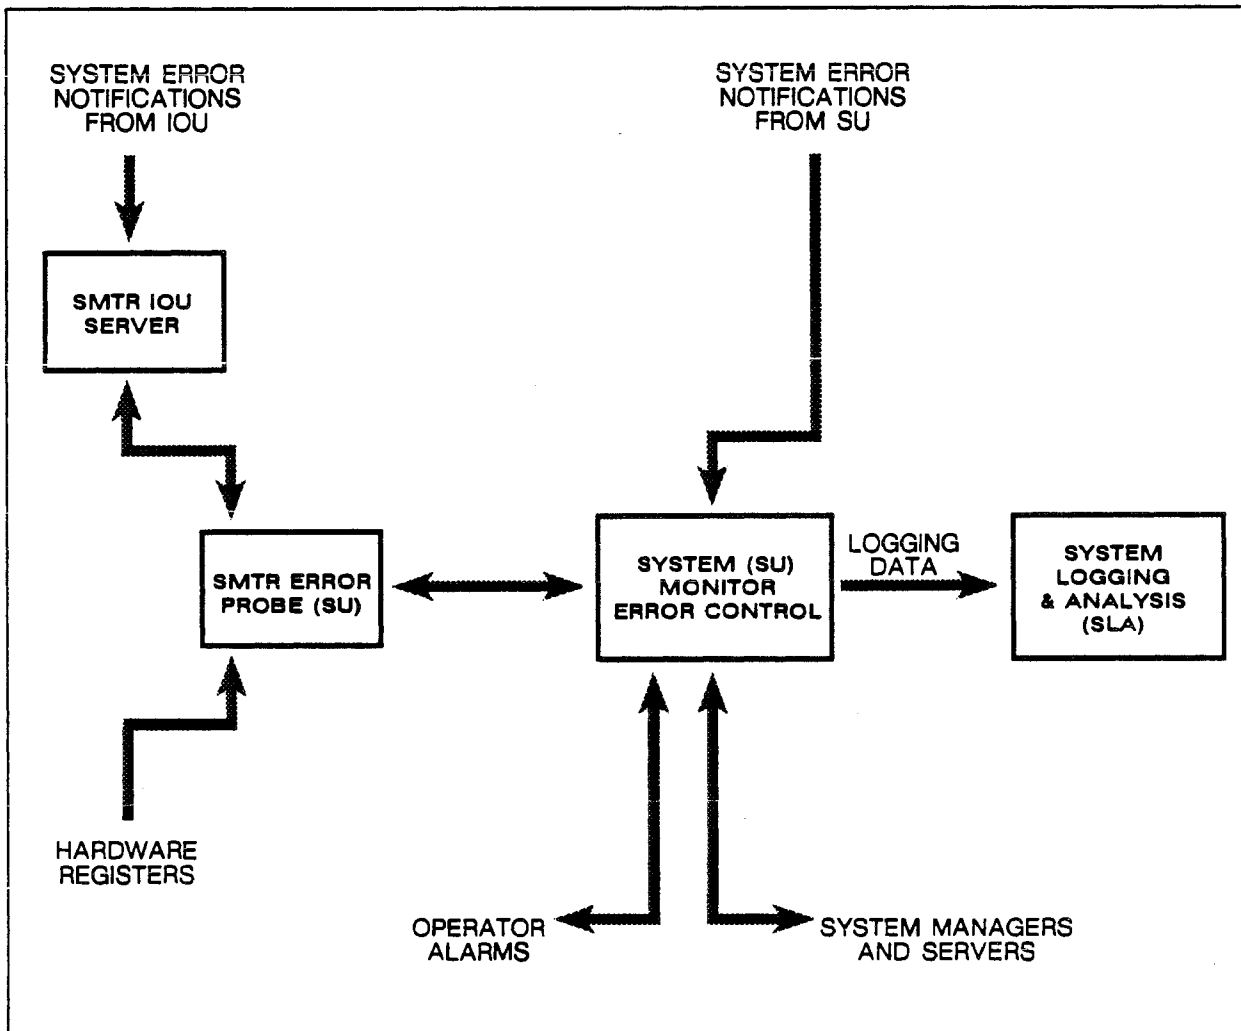 SYSTEM ERROR
NOTIFICATIONS
FROM IOU
SYSTEM ERROR
NOTIFICATIONS
FROM SU
SMTR IOU
SERVER
SMTR ERROR
PROBE (SU)
SYSTEM (SU)
MONITOR
ERROR CONTROL
LOGGING
DATA
SYSTEM
LOGGING
& ANALYSIS
(SLA)
HARDWARE
REGISTERS
OPERATOR
ALARMS
SYSTEM MANAGERS
AND SERVERS